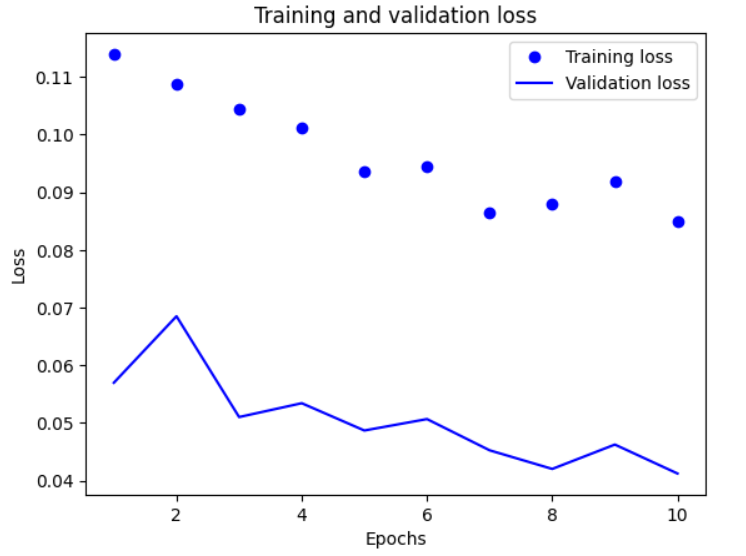 Training and validation loss
Training loss
Validation loss
0.11
0.10
0.09
0.08
0.07
0.06
0.05
0.04
Loss
2
4
6
8
10
Epochs